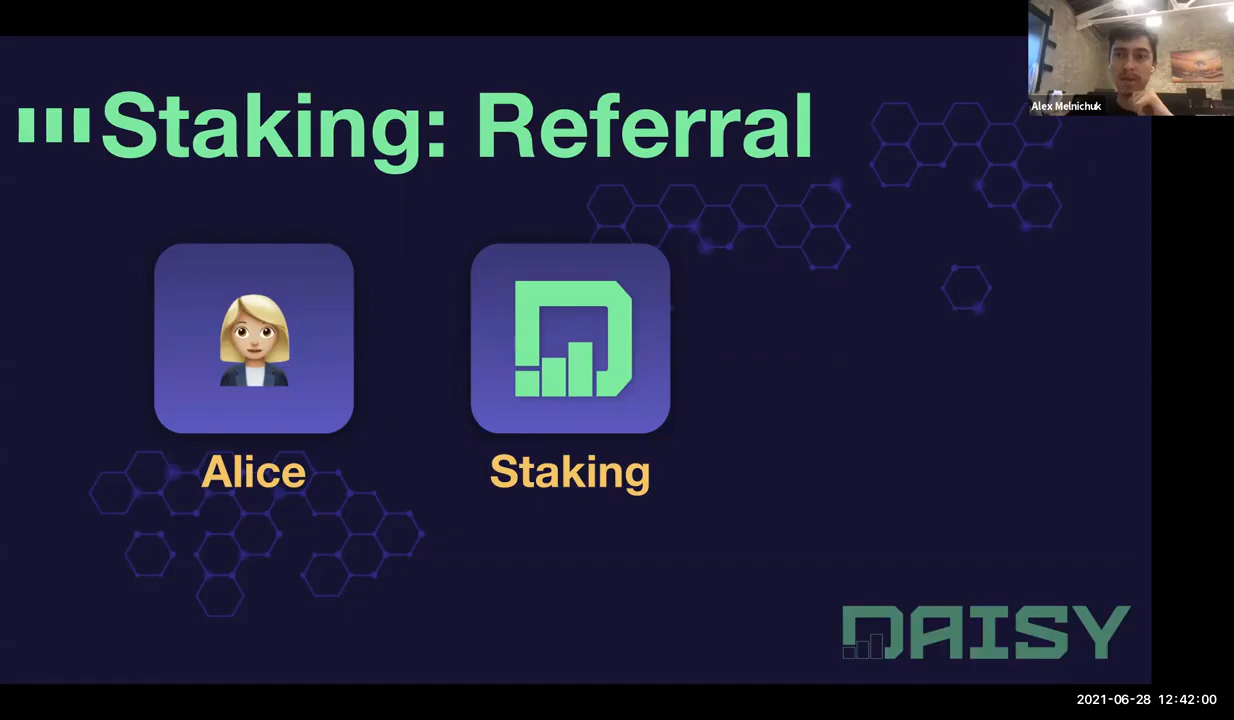 Staking: Referral
Alex Melnichuk
Alice
Staking
DAISY
2021-06-28 12:42:00